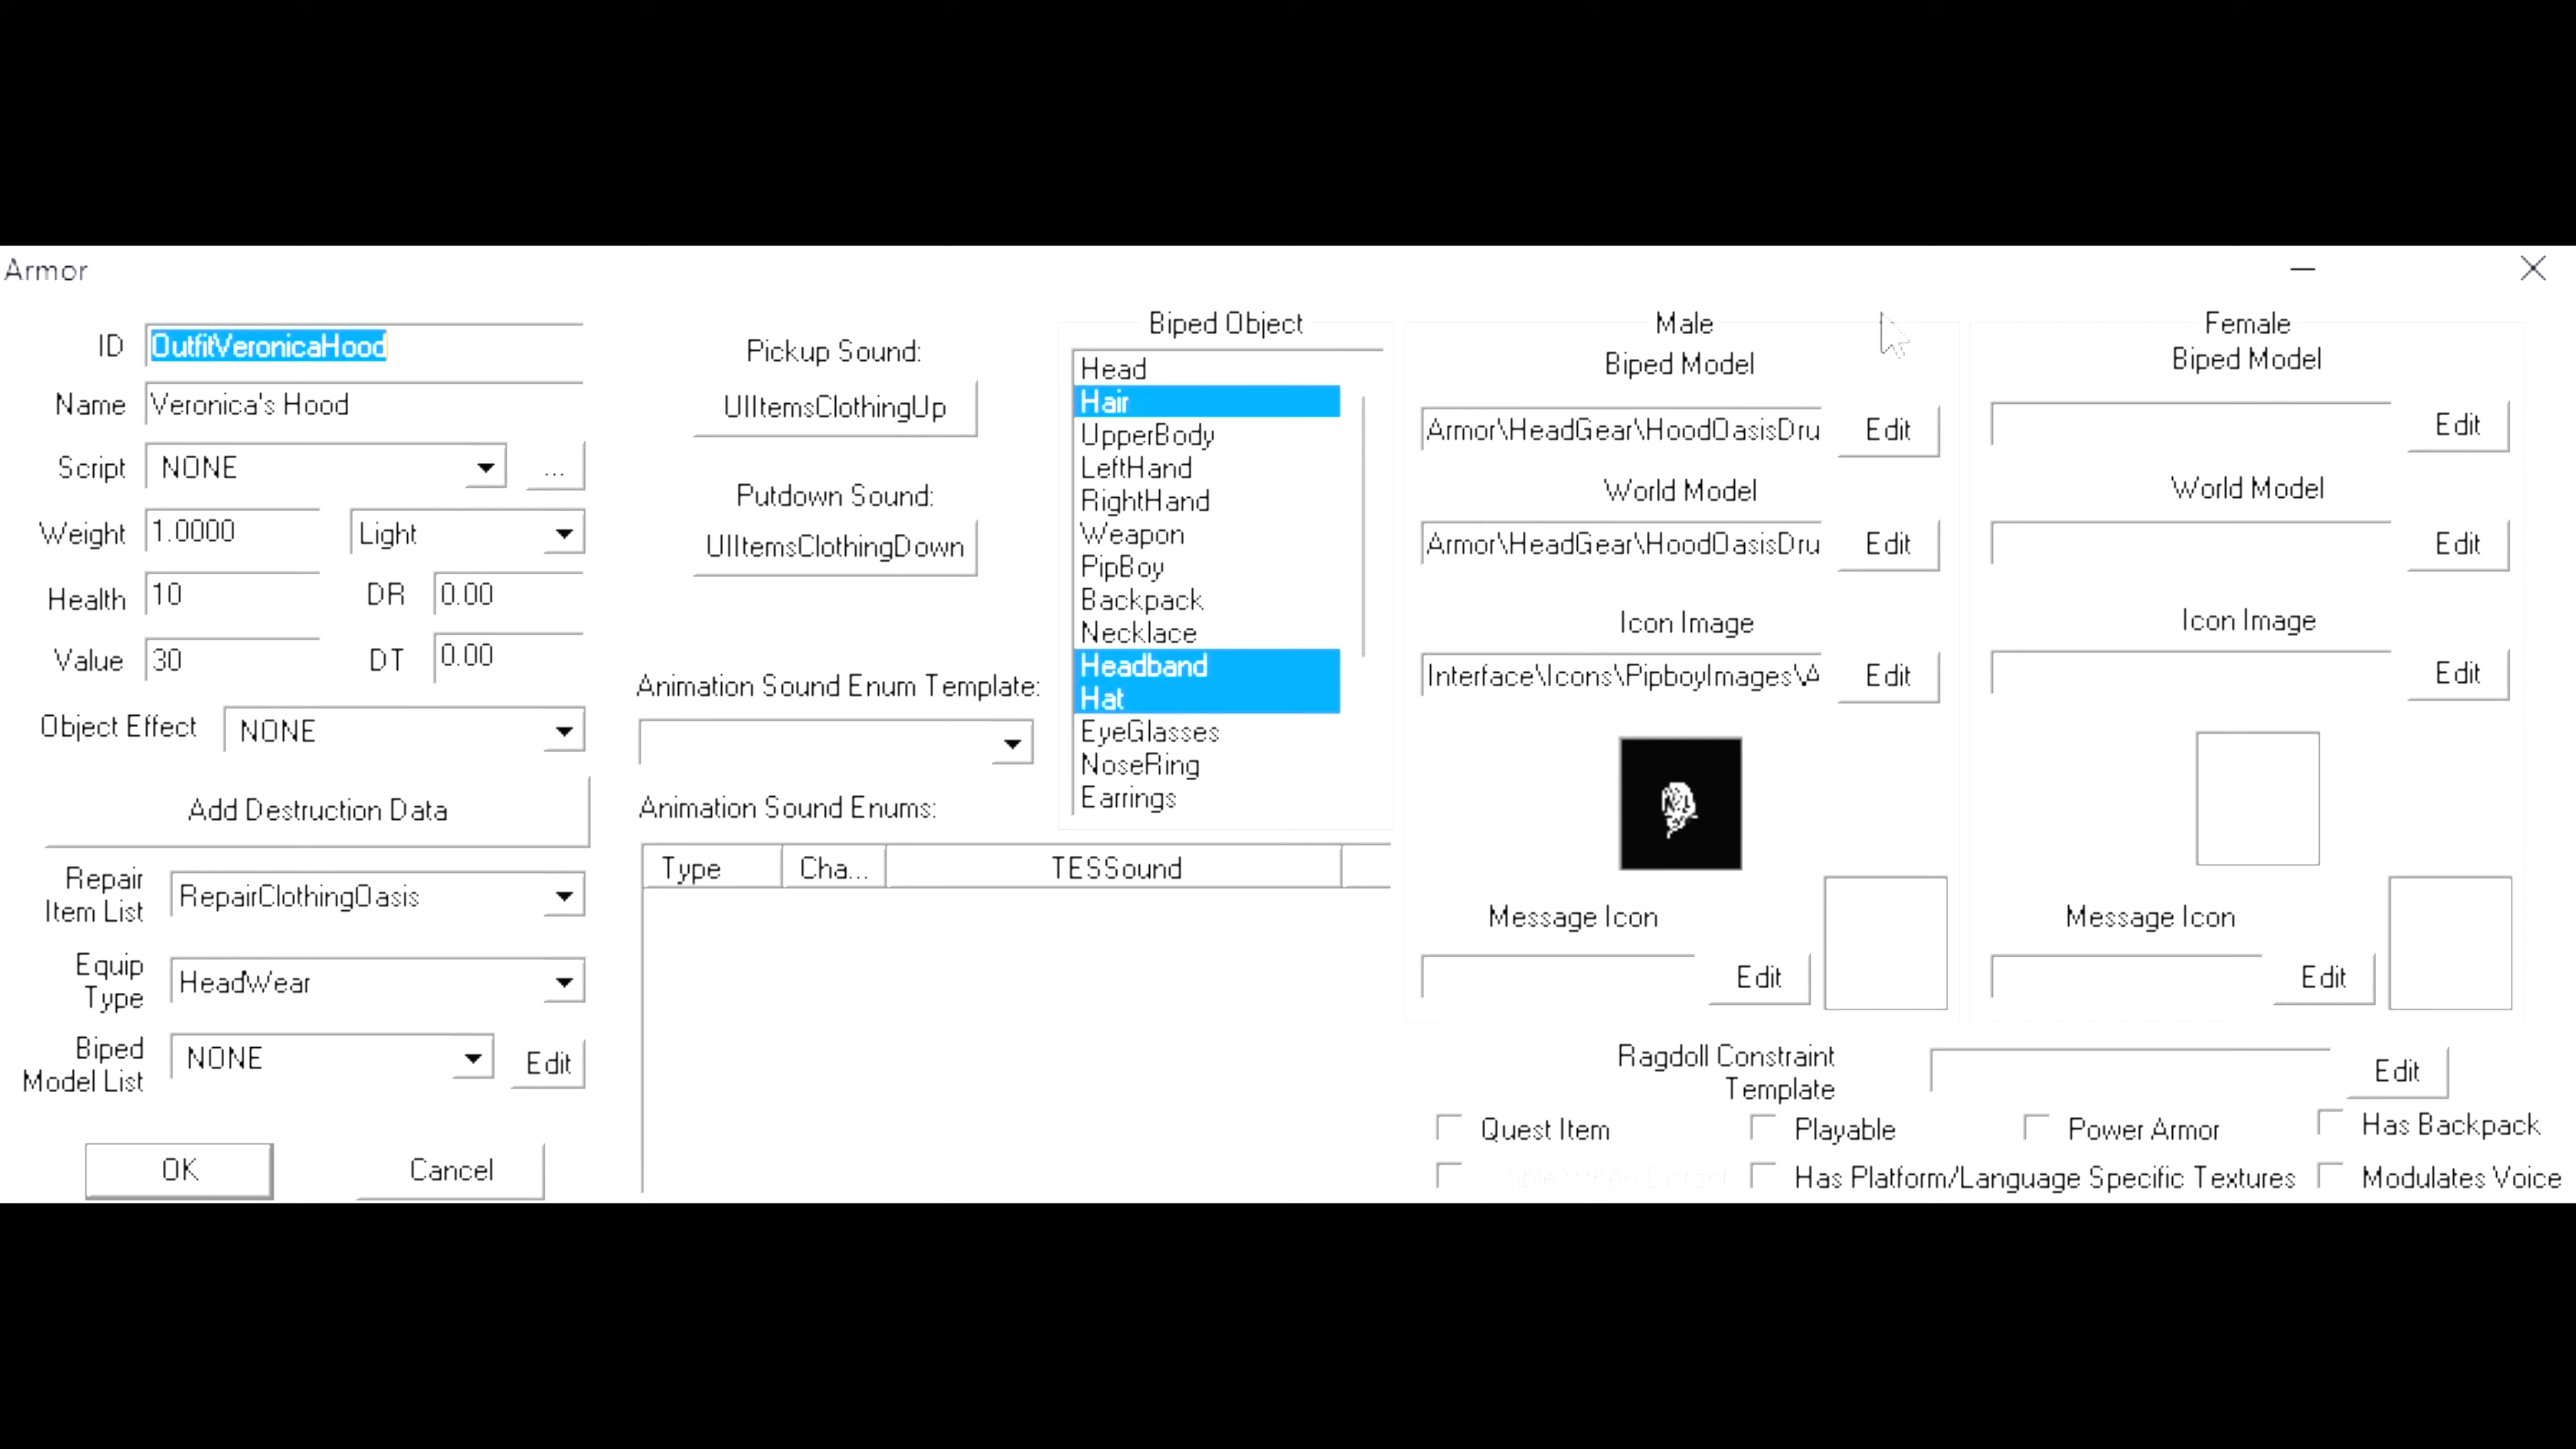 Armor
ID OutfitVeronicaHood
Name Veronica's Hood
Script NONE ...
Weight 1.0000 Light
Health 10 DR 0.00
Value 30 DT 0.00
Object Effect NONE
Add Destruction Data
Repair
Item List
RepairClothingOasis
Equip
Type
HeadWear
Biped
Model List
NONE Edit
OK Cancel
Pickup Sound:
UIItemsClothingUp
Putdown Sound:
UIItemsClothingDown
Animation Sound Enum Template:
Animation Sound Enums:
Type Cha... TESSound
Biped Object
Head
Hair
UpperBody
LeftHand
RightHand
Weapon
PipBoy
Backpack
Necklace
Headband
Hat
EyeGlasses
NoseRing
Earrings
Male
Biped Model
Armor\HeadGear\HoodOasisDru Edit
World Model
Armor\HeadGear\HoodOasisDru Edit
Icon Image
Interface\Icons\PipboyImages\A Edit
Message Icon
Edit
Female
Biped Model
Edit
World Model
Edit
Icon Image
Edit
Message Icon
Edit
Ragdoll Constraint
Template
Edit
Quest Item Playable Power Armor Has Backpack
Has Platform/Language Specific Textures Modulates Voice